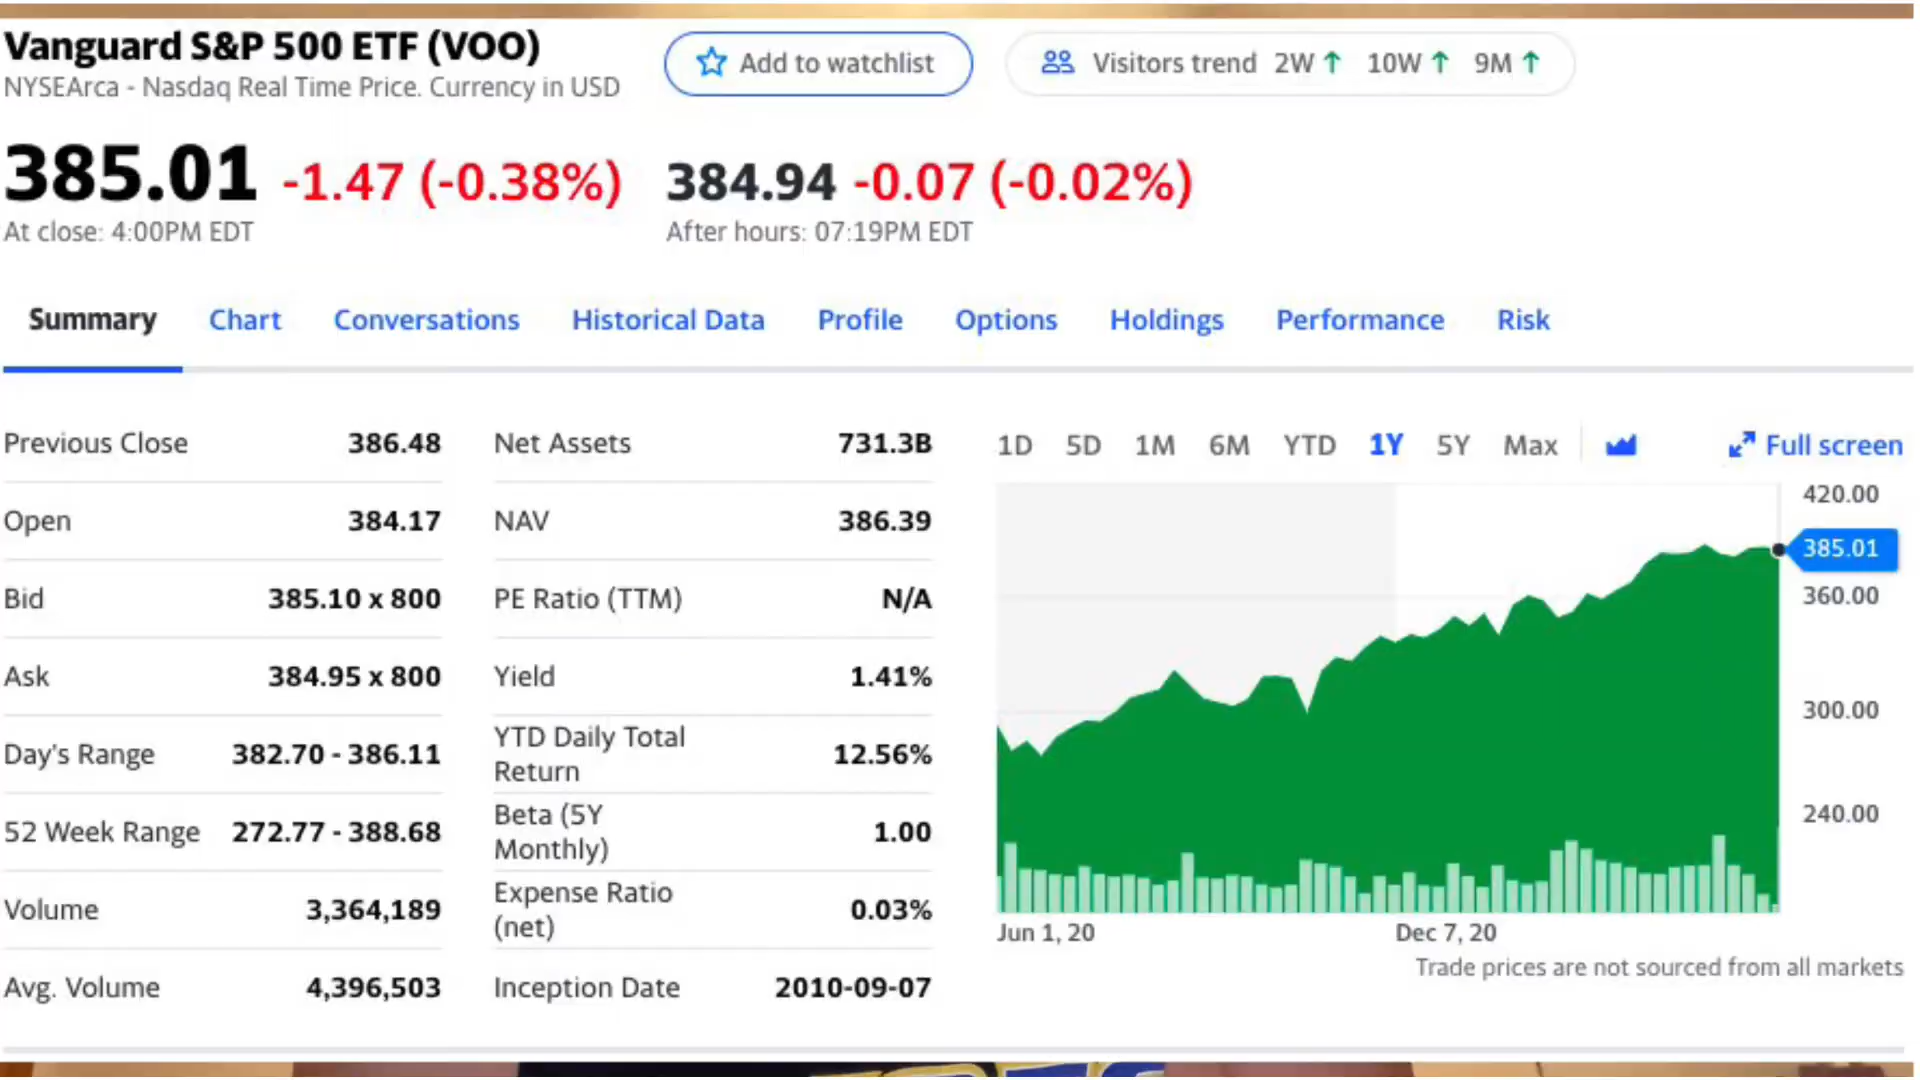 Vanguard S&P 500 ETF (VOO)
NYSEArca - Nasdaq Real Time Price. Currency in USD
Add to watchlist
Visitors trend 2W↑ 10W↑ 9M↑
385.01 -1.47 (-0.38%)
At close: 4:00PM EDT
384.94 -0.07 (-0.02%)
After hours: 07:19PM EDT
Summary Chart Conversations Historical Data Profile Options Holdings Performance Risk
Previous Close 386.48
Open 384.17
Bid 385.10 x 800
Ask 384.95 x 800
Day's Range 382.70 - 386.11
52 Week Range 272.77 - 388.68
Volume 3,364,189
Avg. Volume 4,396,503
Net Assets 731.3B
NAV 386.39
PE Ratio (TTM) N/A
Yield 1.41%
YTD Daily Total
Return 12.56%
Beta (5Y
Monthly) 1.00
Expense Ratio
(net) 0.03%
Inception Date 2010-09-07
1D 5D 1M 6M YTD 1Y 5Y Max Full screen
420.00
385.01
360.00
300.00
240.00
Jun 1, 20 Dec 7, 20
Trade prices are not sourced from all markets